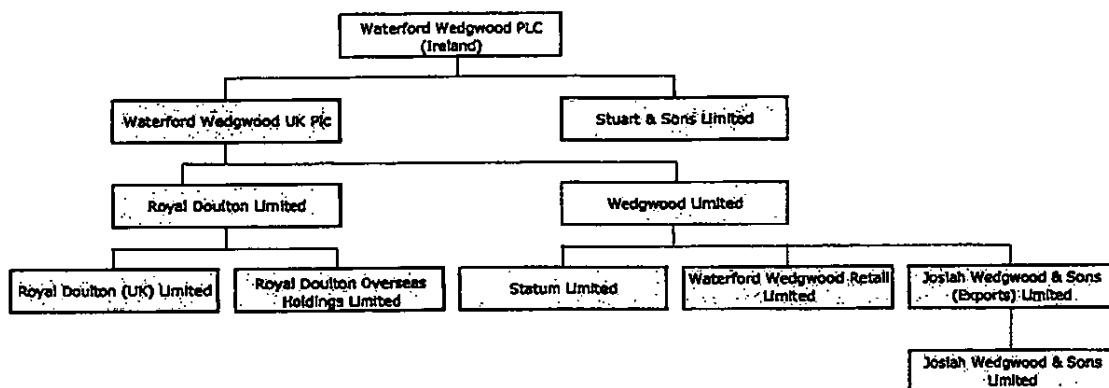 Waterford Wedgwood PLC
(Ireland)
Waterford Wedgwood UK Plc
Stuart & Sons Limited
Royal Doulton Limited
Wedgwood Limited
Royal Doulton (UK) Limited
Royal Doulton Overseas
Holdings Limited
Statum Limited
Waterford Wedgwood Retail
Limited
Josiah Wedgwood & Sons
(Exports) Limited
Josiah Wedgwood & Sons
Limited